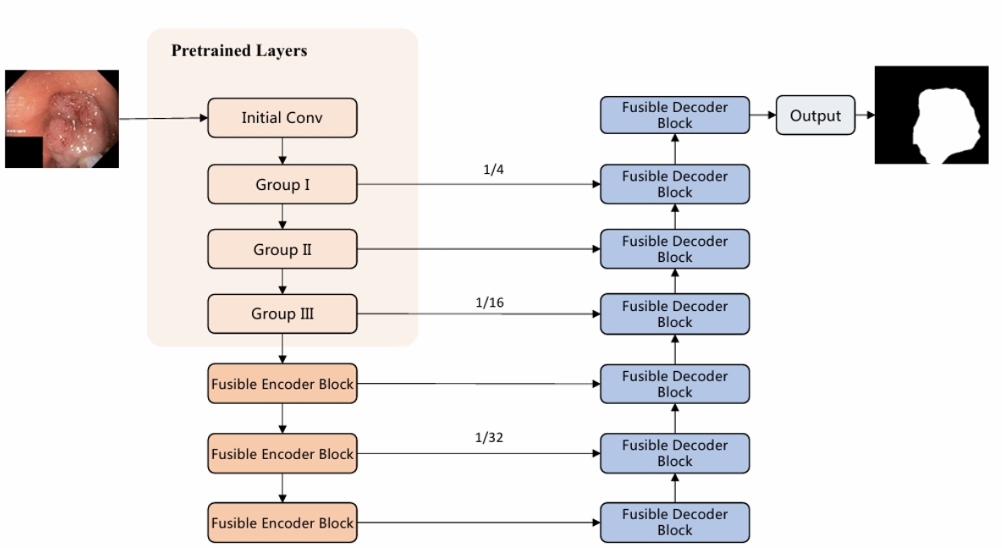 Pretrained Layers
Initial Conv
Fusible Decoder
Block
Output
Group I
1/4
Fusible Decoder
Block
Group II
Fusible Decoder
Block
Group III
1/16
Fusible Decoder
Block
Fusible Encoder Block
Fusible Decoder
Block
Fusible Encoder Block
1/32
Fusible Decoder
Block
Fusible Encoder Block
Fusible Decoder
Block